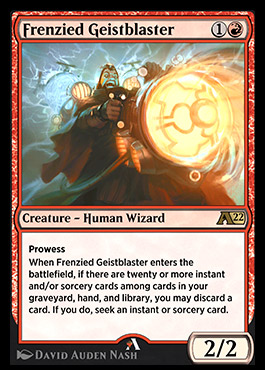 Frenzied Geistblaster 1
Creature – Human Wizard A22
Prowess
When Frenzied Geistblaster enters the
battlefield, if there are twenty or more instant
and/or sorcery cards among cards in your
graveyard, hand, and library, you may discard a
card. If you do, seek an instant or sorcery card.
David Auden Nash
2/2